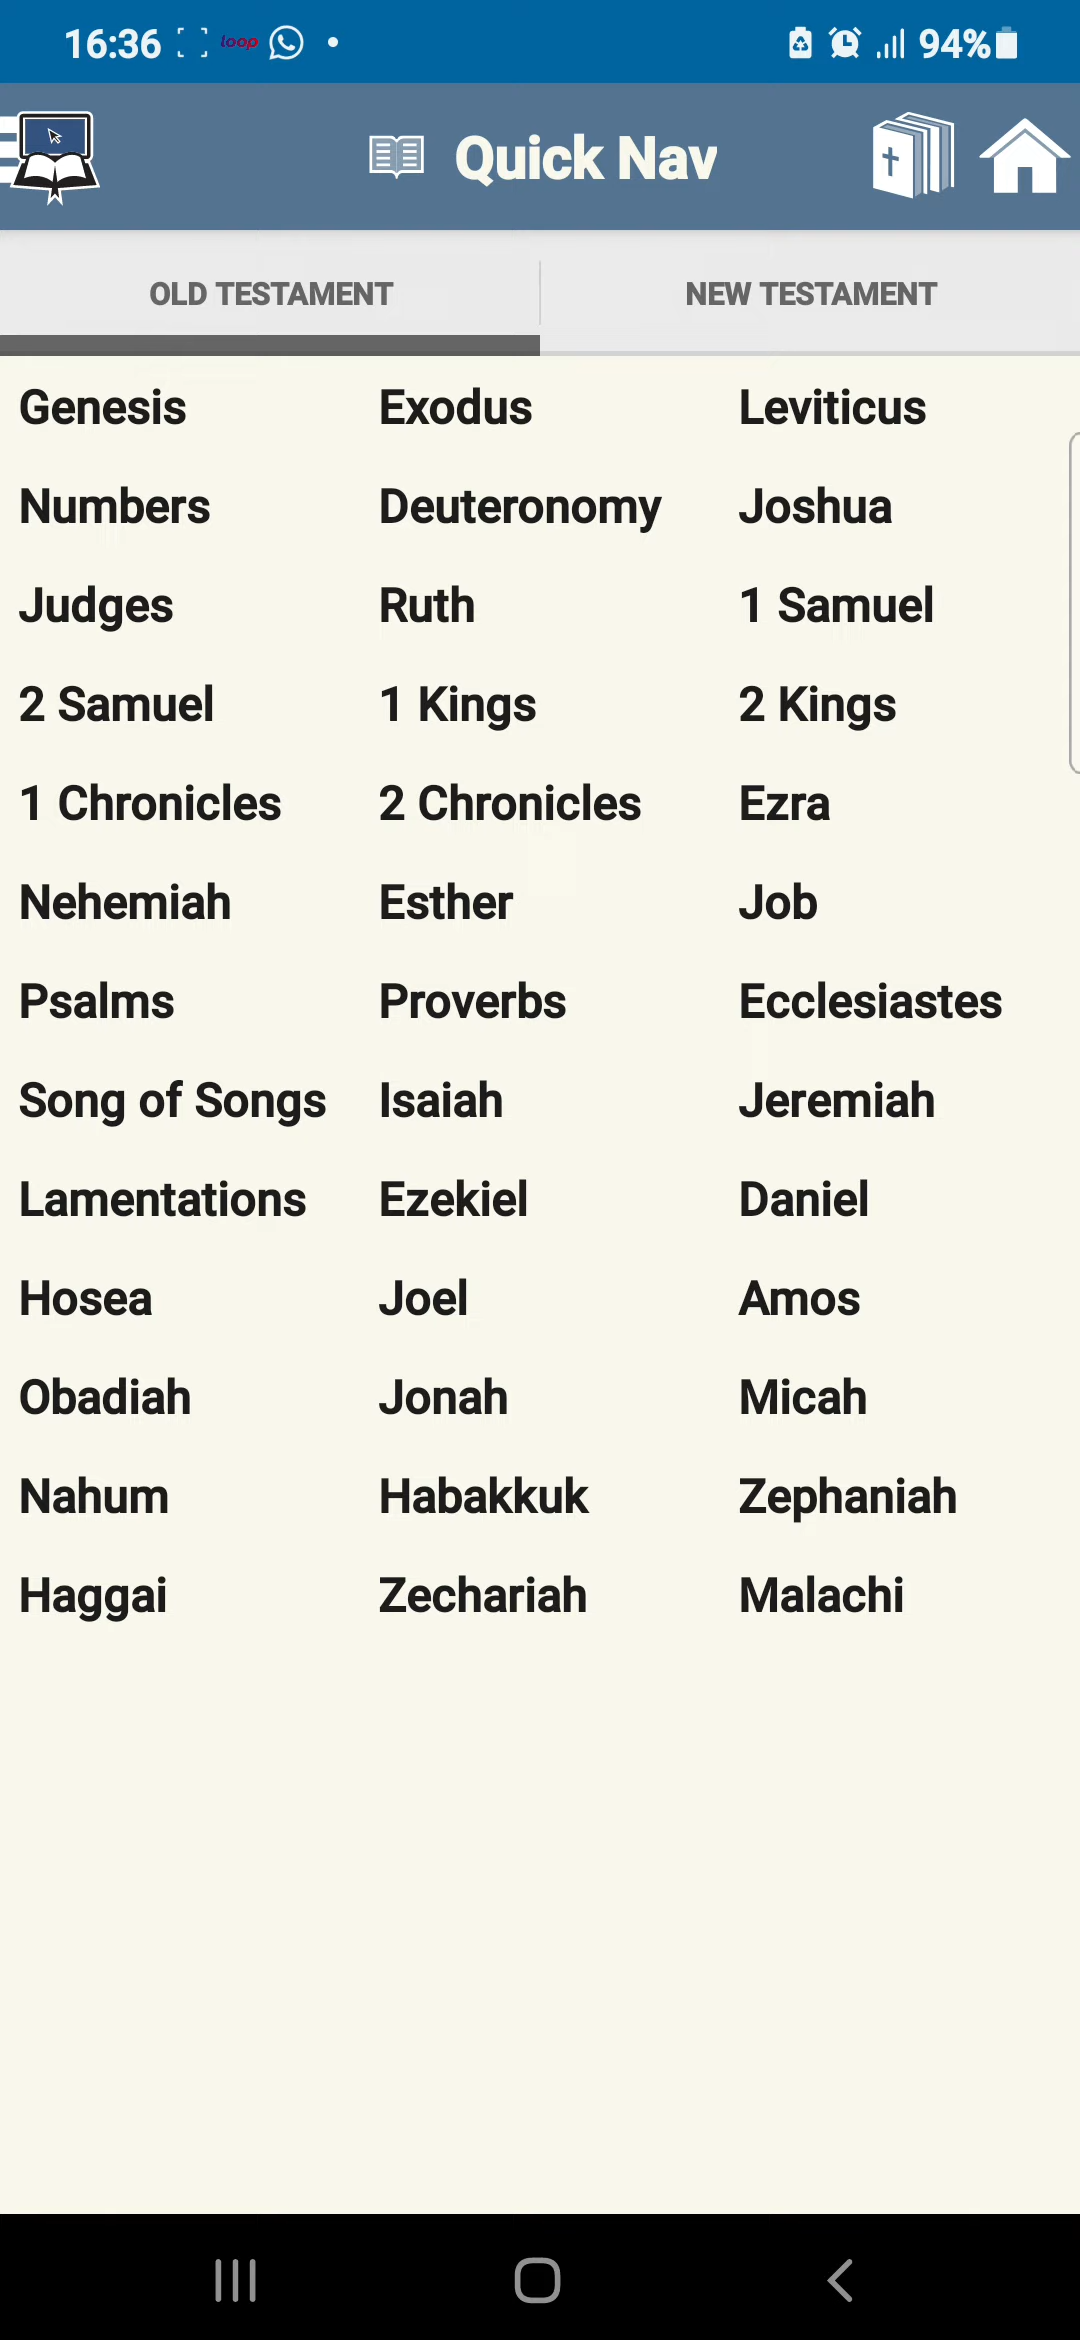 16:36 loop 94%
Quick Nav
OLD TESTAMENT NEW TESTAMENT
Genesis Exodus Leviticus
Numbers Deuteronomy Joshua
Judges Ruth 1 Samuel
2 Samuel 1 Kings 2 Kings
1 Chronicles 2 Chronicles Ezra
Nehemiah Esther Job
Psalms Proverbs Ecclesiastes
Song of Songs Isaiah Jeremiah
Lamentations Ezekiel Daniel
Hosea Joel Amos
Obadiah Jonah Micah
Nahum Habakkuk Zephaniah
Haggai Zechariah Malachi